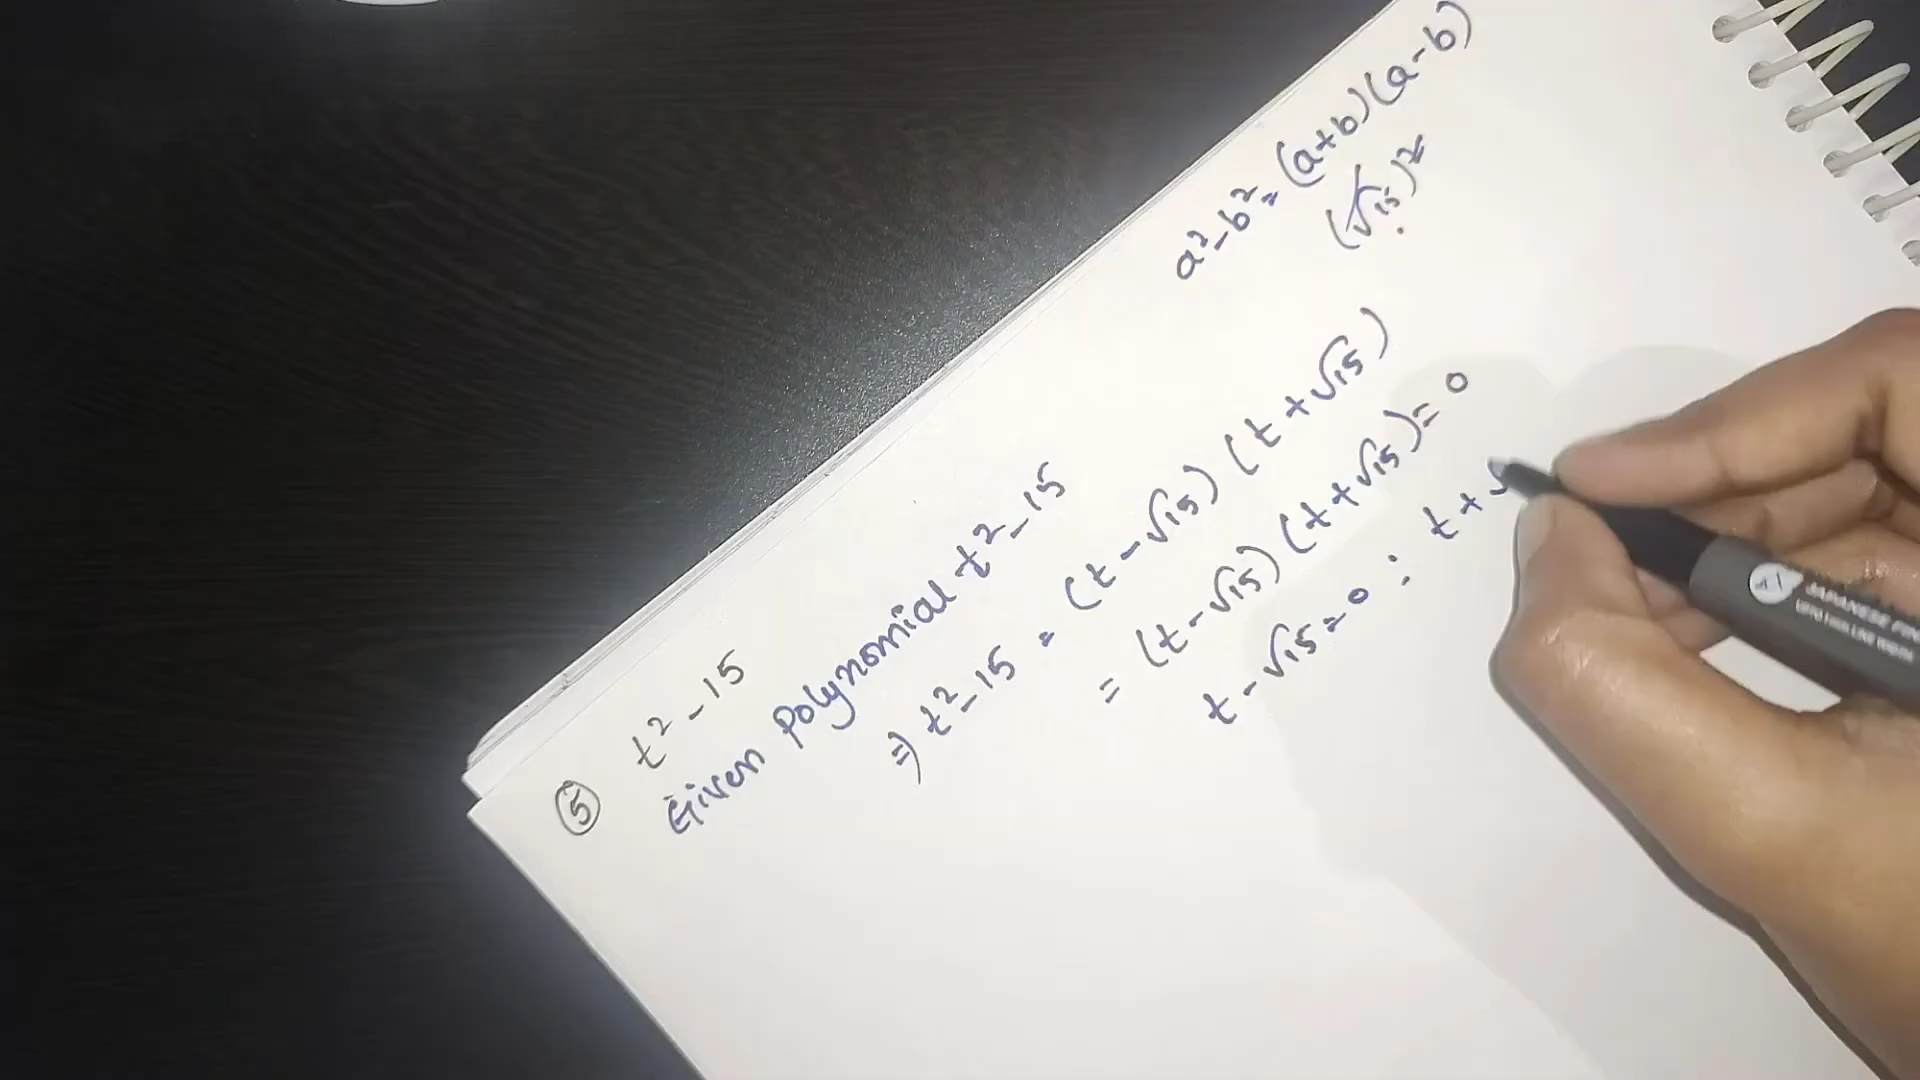 a²-b² = (a+b)(a-b)
(√15)²
⑤ t² - 15
Given Polynomial t² - 15
⇒ t² - 15 = (t - √15) (t + √15)
= (t - √15) (t + √15) = 0
t - √15 = 0 : t + √
JAPANESE